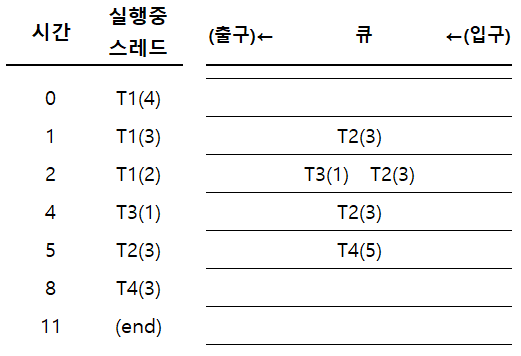 시간 실행중 스레드 (출구)← 큐 ←(입구)
0 T1(4)
1 T1(3) T2(3)
2 T1(2) T3(1) T2(3)
4 T3(1) T2(3)
5 T2(3) T4(5)
8 T4(3)
11 (end)